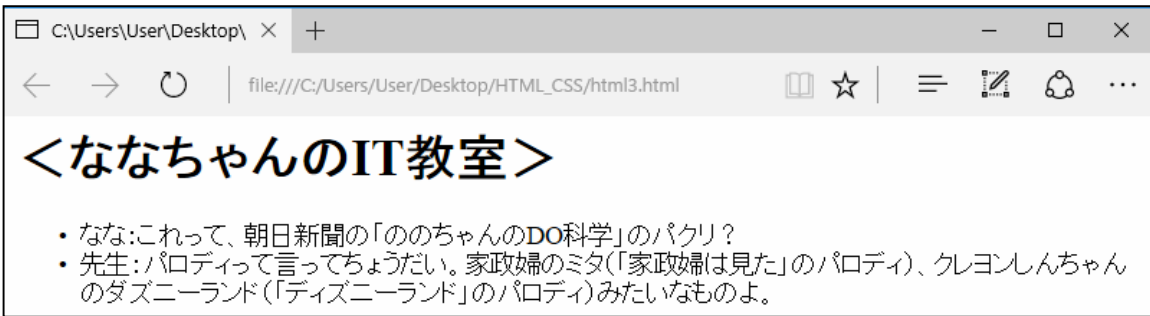 C:\Users\User\Desktop\
file:///C:/Users/User/Desktop/HTML_CSS/html3.html
＜ななちゃんのIT教室＞
• なな:これって、朝日新聞の「ののちゃんのDO科学」のパクリ？
• 先生:パロディって言ってちょうだい。家政婦のミタ(「家政婦は見た」のパロディ)、クレヨンしんちゃん
のダズニーランド(「ディズニーランド」のパロディ)みたいなものよ。